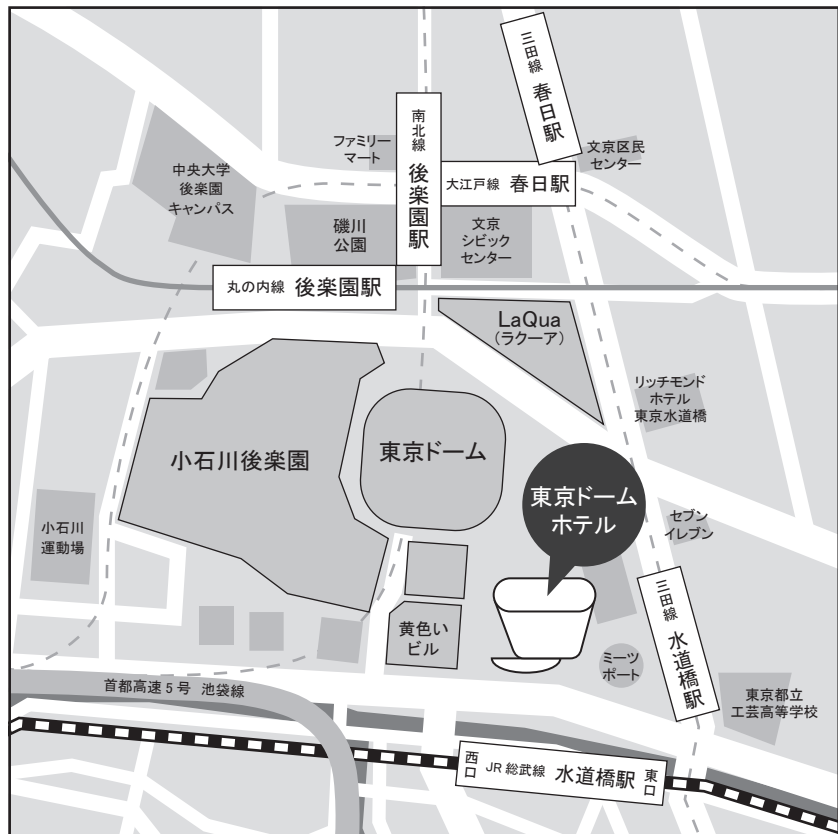 三田線 春日駅
南北線 後楽園駅
ファミリー
マート
文京区民
センター
中央大学
後楽園
キャンパス
大江戸線 春日駅
礫川
公園
文京
シビック
センター
丸の内線 後楽園駅
LaQua
(ラクーア)
リッチモンド
ホテル
東京水道橋
小石川後楽園
東京ドーム
東京ドーム
ホテル
セブン
イレブン
小石川
運動場
三田線 水道橋駅
黄色い
ビル
ミーツ
ポート
首都高速5号 池袋線
東京都立
工芸高等学校
西口 JR総武線 水道橋駅 東口